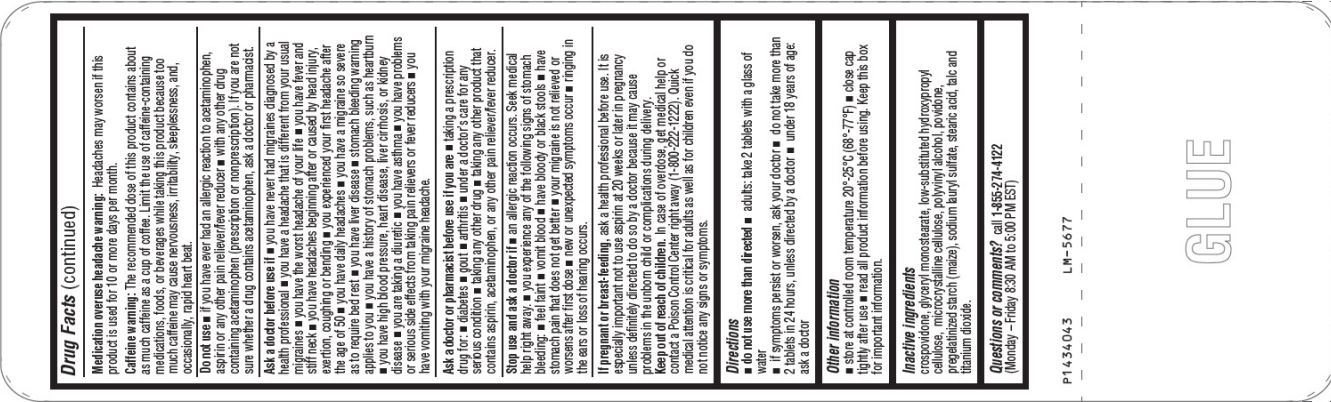 Drug Facts (continued)
Medication overuse headache warning: Headaches may worsen if this
product is used for 10 or more days per month.
Caffeine warning: The recommended dose of this product contains about
as much caffeine as a cup of coffee. Limit the use of caffeine-containing
medications, foods, or beverages while taking this product because too
much caffeine may cause nervousness, irritability, sleeplessness, and,
occasionally, rapid heart beat.
Do not use ■ if you have ever had an allergic reaction to acetaminophen,
aspirin or any other pain reliever/fever reducer ■ with any other drug
containing acetaminophen (prescription or nonprescription). If you are not
sure whether a drug contains acetaminophen, ask a doctor or pharmacist.
Ask a doctor before use if ■ you have never had migraines diagnosed by a
health professional ■ you have a headache that is different from your usual
migraines ■ you have the worst headache of your life ■ you have fever and
stiff neck ■ you have headaches beginning after or caused by head injury,
exertion, coughing or bending ■ you experienced your first headache after
the age of 50 ■ you have daily headaches ■ you have a migraine so severe
as to require bed rest ■ you have liver disease ■ stomach bleeding warning
applies to you ■ you have a history of stomach problems, such as heartburn
■ you have high blood pressure, heart disease, liver cirrhosis, or kidney
disease ■ you are taking a diuretic ■ you have asthma ■ you have problems
or serious side effects from taking pain relievers or fever reducers ■ you
have vomiting with your migraine headache.
Ask a doctor or pharmacist before use if you are ■ taking a prescription
drug for: ■ diabetes ■ gout ■ arthritis ■ under a doctor's care for any
serious condition ■ taking any other drug ■ taking any other product that
contains aspirin, acetaminophen, or any other pain reliever/fever reducer.
Stop use and ask a doctor if ■ an allergic reaction occurs. Seek medical
help right away. ■ you experience any of the following signs of stomach
bleeding: ■ feel faint ■ vomit blood ■ have bloody or black stools ■ have
stomach pain that does not get better ■ your migraine is not relieved or
worsens after first dose ■ new or unexpected symptoms occur ■ ringing in
the ears or loss of hearing occurs.
If pregnant or breast-feeding, ask a health professional before use. It is
especially important not to use aspirin at 20 weeks or later in pregnancy
unless definitely directed to do so by a doctor because it may cause
problems in the unborn child or complications during delivery.
Keep out of reach of children. In case of overdose, get medical help or
contact a Poison Control Center right away (1-800-222-1222). Quick
medical attention is critical for adults as well as for children even if you do
not notice any signs or symptoms.
Directions
■ do not use more than directed ■ adults: take 2 tablets with a glass of
water
■ if symptoms persist or worsen, ask your doctor ■ do not take more than
2 tablets in 24 hours, unless directed by a doctor ■ under 18 years of age:
ask a doctor
Other information
■ store at controlled room temperature 20°-25°C (68°-77°F) ■ close cap
tightly after use ■ read all product information before using. Keep this box
for important information.
Inactive ingredients
crospovidone, glyceryl monostearate, low-substituted hydroxypropyl
cellulose, microcrystalline cellulose, polyvinyl alcohol, povidone,
pregelatinized starch (maize), sodium lauryl sulfate, stearic acid, talc and
titanium dioxide.
Questions or comments? call 1-855-274-4122
(Monday – Friday 8:30 AM to 5:00 PM EST)
P1434043 LM-5677
GLUE